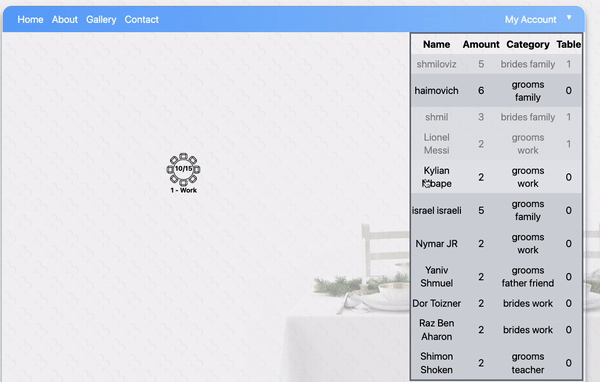 Home About Gallery Contact My Account
Name Amount Category Table
shmiloviz 5 brides family 1
haimovich 6 grooms family 0
shmil 3 brides family 1
Lionel Messi 2 grooms work 1
Kylian 2 grooms work 0
israel israeli 5 grooms family 0
Nymar JR 2 grooms work 0
Yaniv Shmuel 2 grooms father friend 0
Dor Toizner 2 brides work 0
Raz Ben Aharon 2 brides work 0
Shimon Shoken 2 grooms teacher 0
10/15
1 - Work